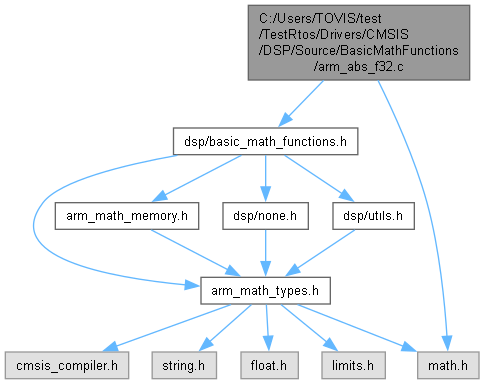 C:/Users/TOVIS/test
/TestRtos/Drivers/CMSIS
/DSP/Source/BasicMathFunctions
/arm_abs_f32.c
dsp/basic_math_functions.h
arm_math_memory.h
dsp/none.h
dsp/utils.h
arm_math_types.h
cmsis_compiler.h
string.h
float.h
limits.h
math.h